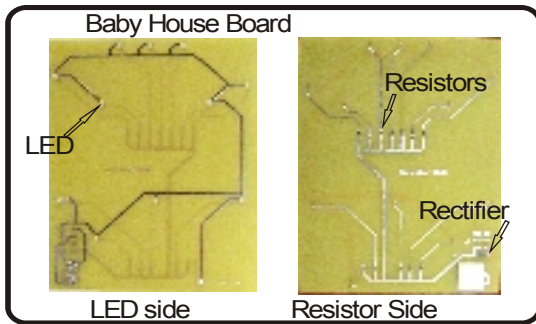 Baby House Board
LED
Resistors
Rectifier
LED side
Resistor Side